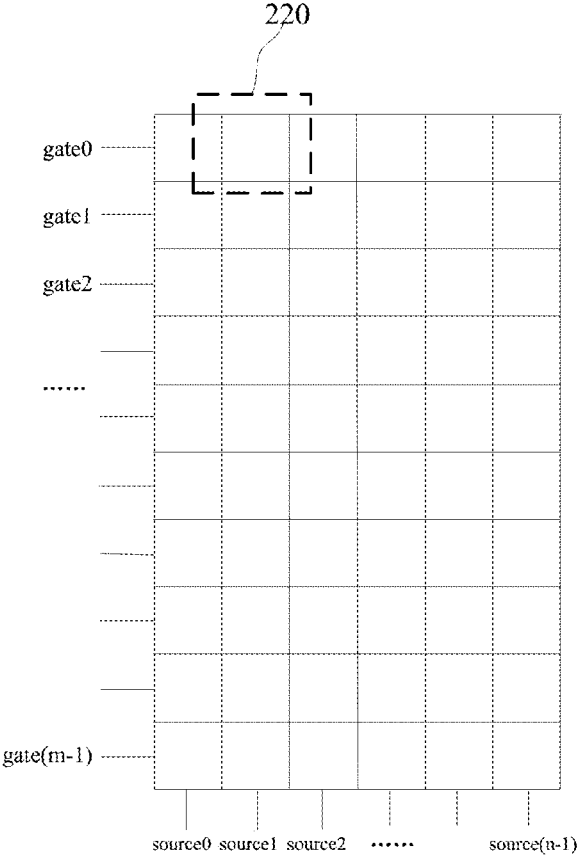 220
gate0
gate1
gate2
......
gate(m-1)
source0 source1 source2 ...... source(n-1)